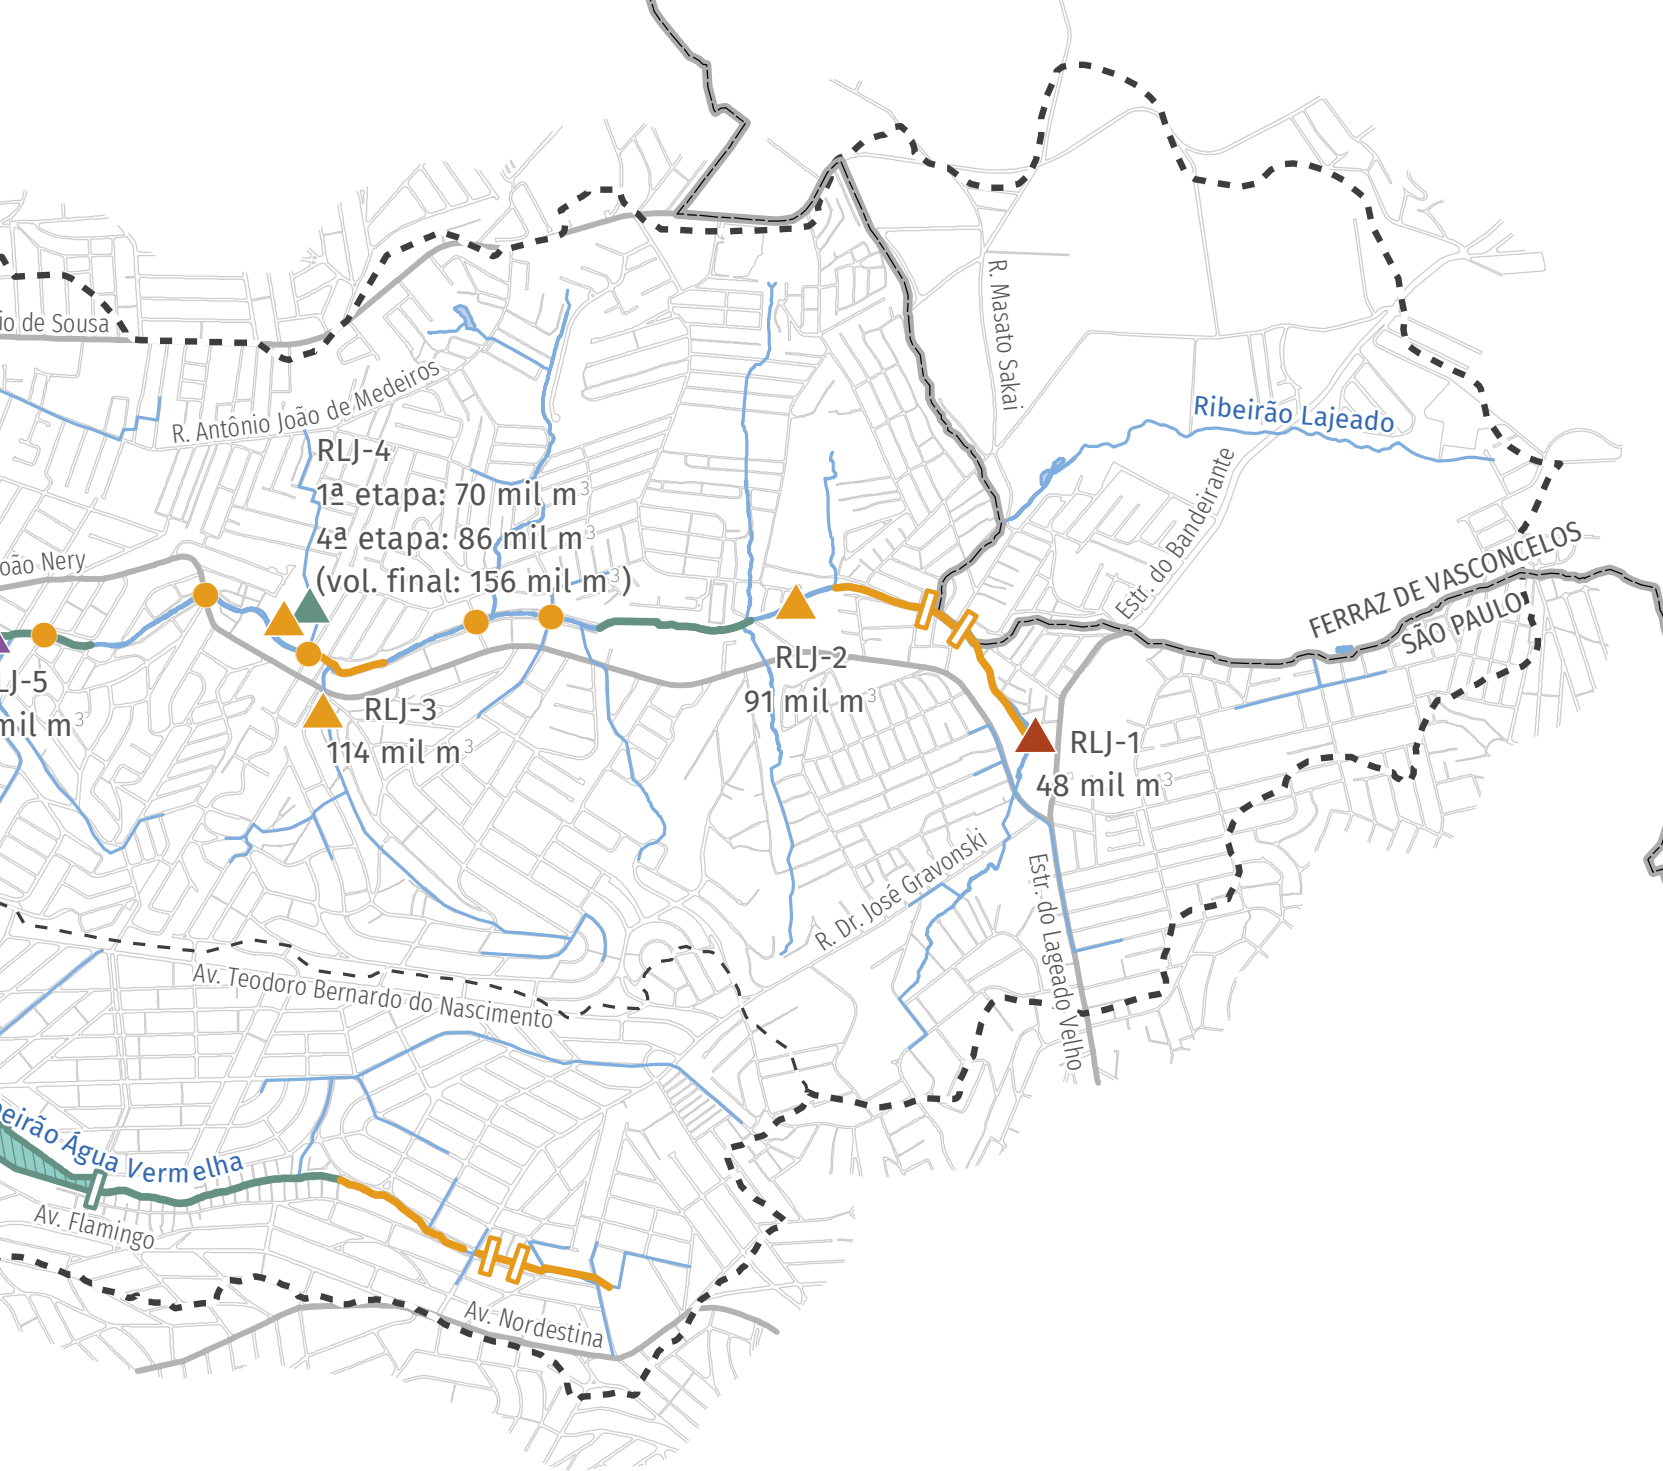 io de Sousa
R. Antônio João de Medeiros
R. Masato Sakai
Ribeirão Lajeado
RLJ-4
1ª etapa: 70 mil m³
4ª etapa: 86 mil m³
(vol. final: 156 mil m³)
oão Nery
Estr. do Bandeirante
FERRAZ DE VASCONCELOS
SÃO PAULO
LJ-5
mil m³
RLJ-3
114 mil m³
RLJ-2
91 mil m³
RLJ-1
48 mil m³
R. Dr. José Gravonski
Estr. do Lageado Velho
Av. Teodoro Bernardo do Nascimento
beirão Água Vermelha
Av. Flamingo
Av. Nordestina